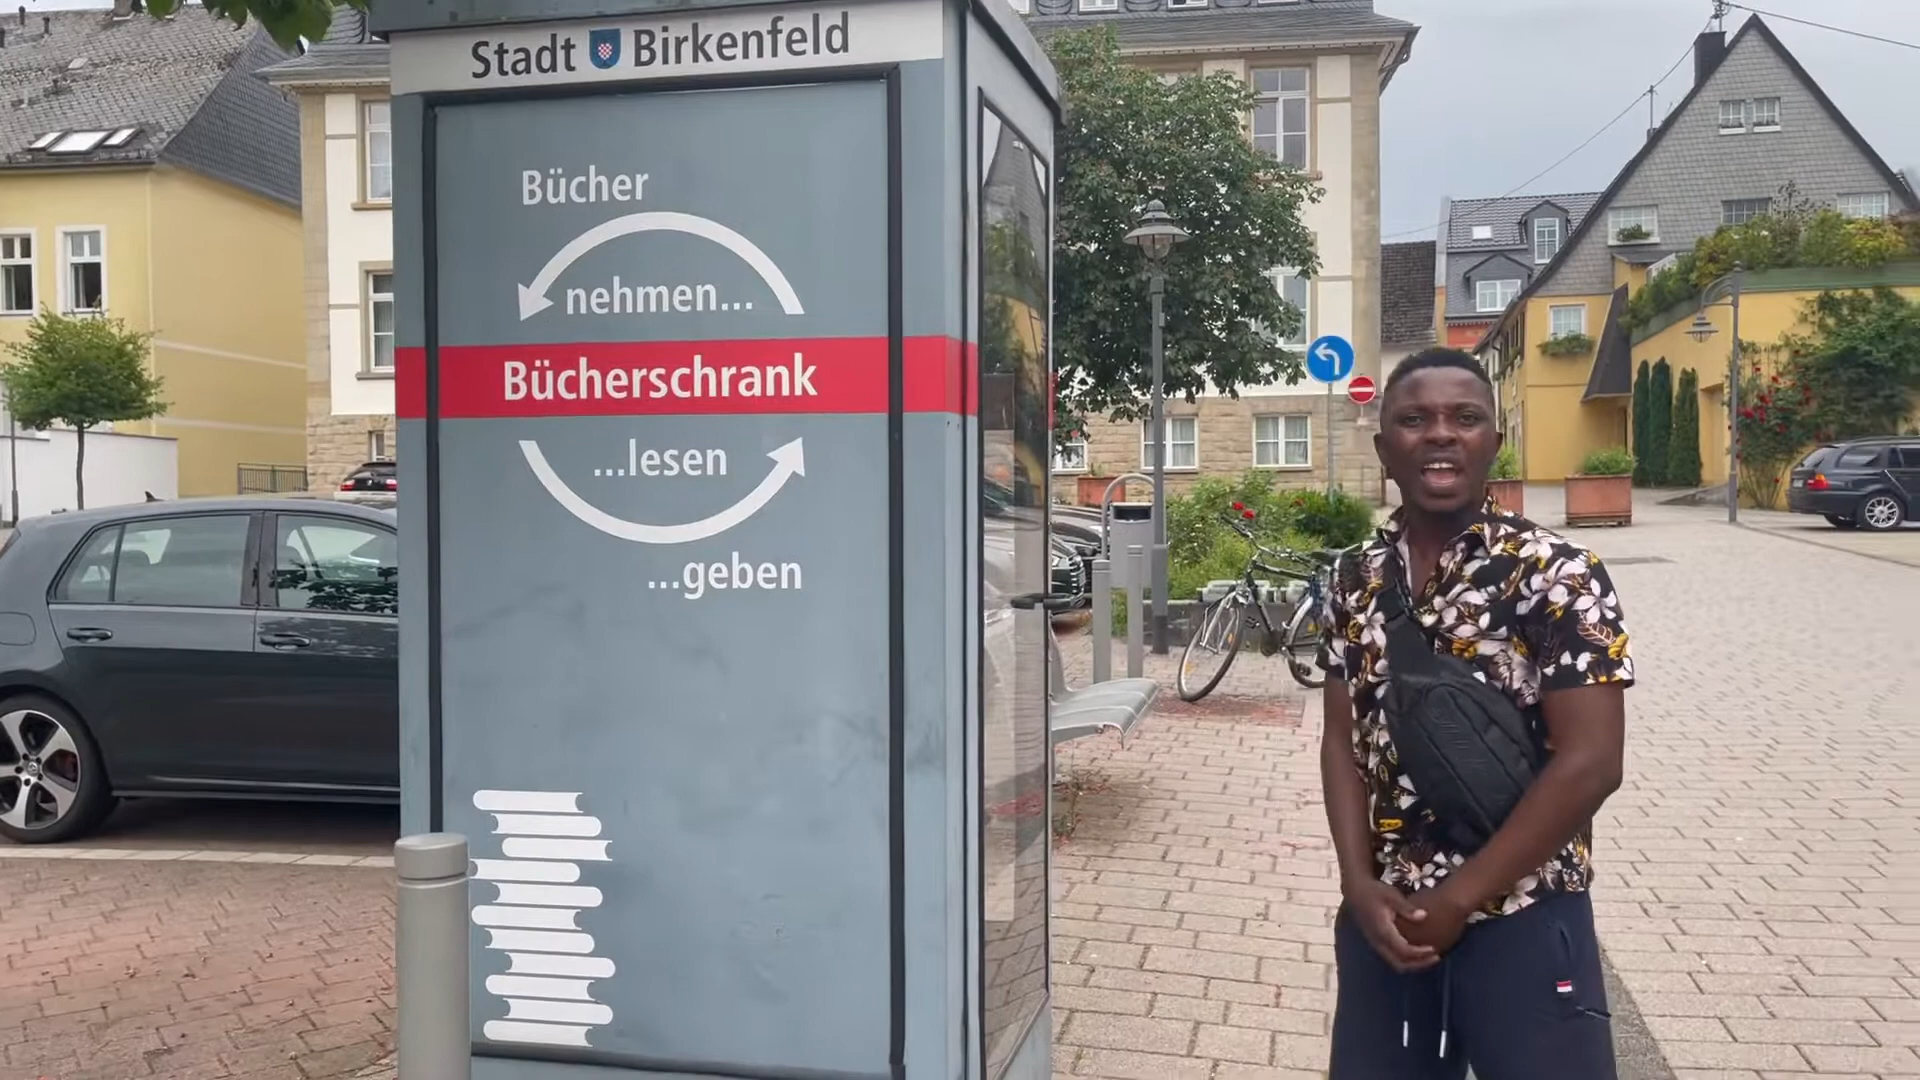 Stadt Birkenfeld
Bücher
nehmen...
Bücherschrank
...lesen
...geben